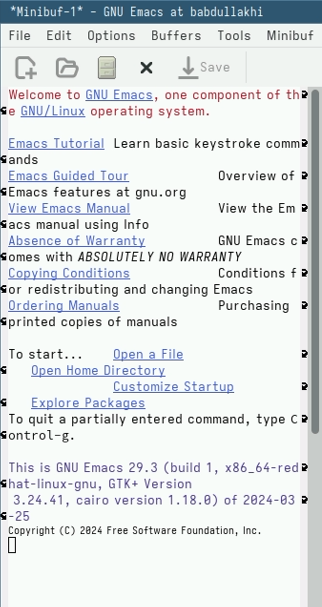 *Minibuf-1* - GNU Emacs at babdullakhi
File Edit Options Buffers Tools Minibuf
Save
Welcome to GNU Emacs, one component of th
e GNU/Linux operating system.
Emacs Tutorial Learn basic keystroke comm
ands
Emacs Guided Tour Overview of
Emacs features at gnu.org
View Emacs Manual View the Em
acs manual using Info
Absence of Warranty GNU Emacs c
omes with ABSOLUTELY NO WARRANTY
Copying Conditions Conditions f
or redistributing and changing Emacs
Ordering Manuals Purchasing
printed copies of manuals
To start... Open a File
Open Home Directory
Customize Startup
Explore Packages
To quit a partially entered command, type C
ontrol-g.
This is GNU Emacs 29.3 (build 1, x86_64-red
hat-linux-gnu, GTK+ Version
3.24.41, cairo version 1.18.0) of 2024-03
-25
Copyright (C) 2024 Free Software Foundation, Inc.